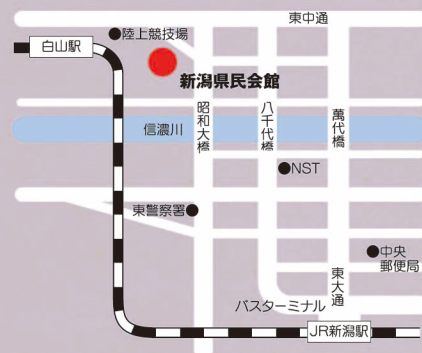 東中通
陸上競技場
白山駅
新潟県民会館
昭和大橋
八千代橋
萬代橋
信濃川
NST
東警察署
中央
郵便局
東大通
バスターミナル
JR新潟駅